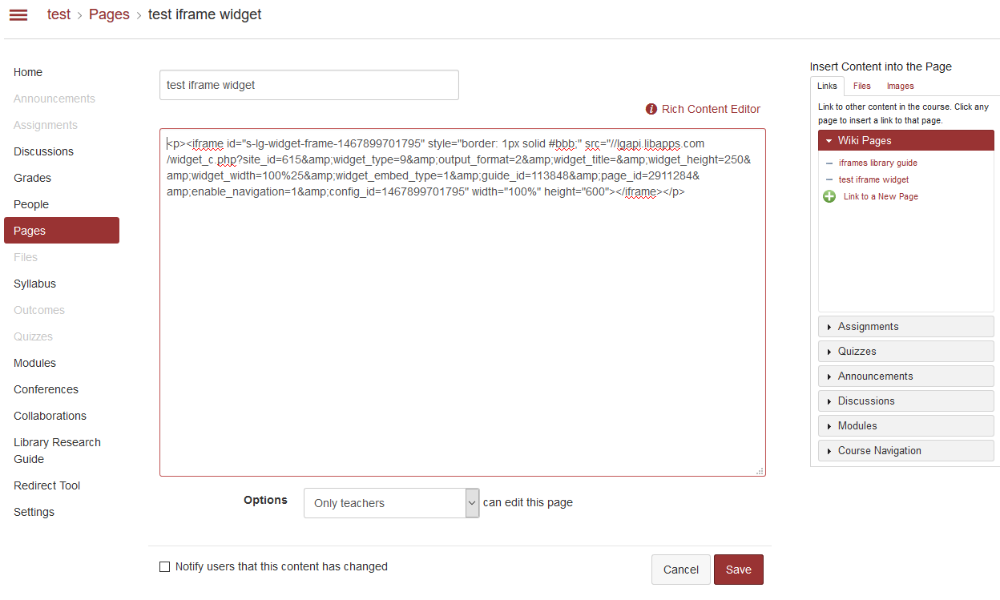 test > Pages > test iframe widget
Home
Announcements
Assignments
Discussions
Grades
People
Pages
Files
Syllabus
Outcomes
Quizzes
Modules
Conferences
Collaborations
Library Research
Guide
Redirect Tool
Settings
test iframe widget
Rich Content Editor
<p><iframe id="s-lg-widget-frame-1467899701795" style="border: 1px solid #bbb;" src="//lgapi.libapps.com
/widget_c.php?site_id=615&amp;widget_type=9&amp;output_format=2&amp;widget_title=&amp;widget_height=250&
amp;widget_width=100%25&amp;widget_embed_type=1&amp;guide_id=113848&amp;page_id=2911284&
amp;enable_navigation=1&amp;config_id=1467899701795" width="100%" height="600"></iframe></p>
Options Only teachers can edit this page
Notify users that this content has changed
Cancel Save
Insert Content into the Page
Links Files Images
Link to other content in the course. Click any
page to insert a link to that page.
Wiki Pages
iframes library guide
test iframe widget
Link to a New Page
Assignments
Quizzes
Announcements
Discussions
Modules
Course Navigation